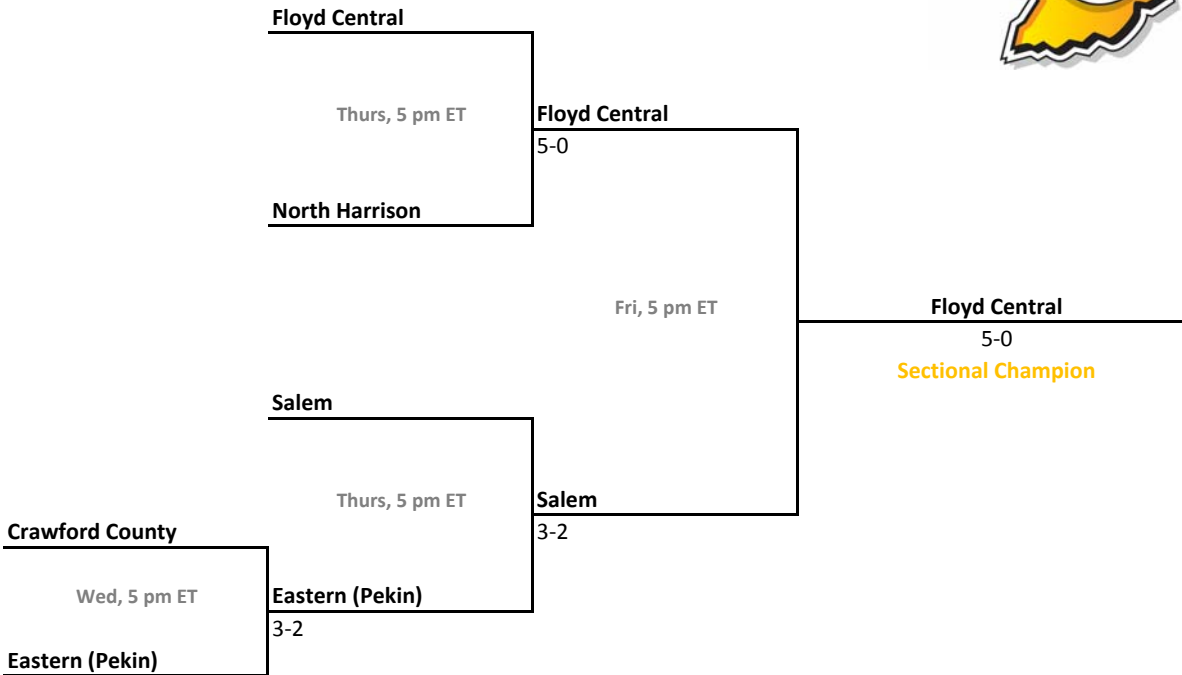 Floyd Central
Thurs, 5 pm ET
Floyd Central
5-0
North Harrison
Fri, 5 pm ET
Floyd Central
5-0
Sectional Champion
Salem
Thurs, 5 pm ET
Salem
3-2
Crawford County
Wed, 5 pm ET
Eastern (Pekin)
3-2
Eastern (Pekin)